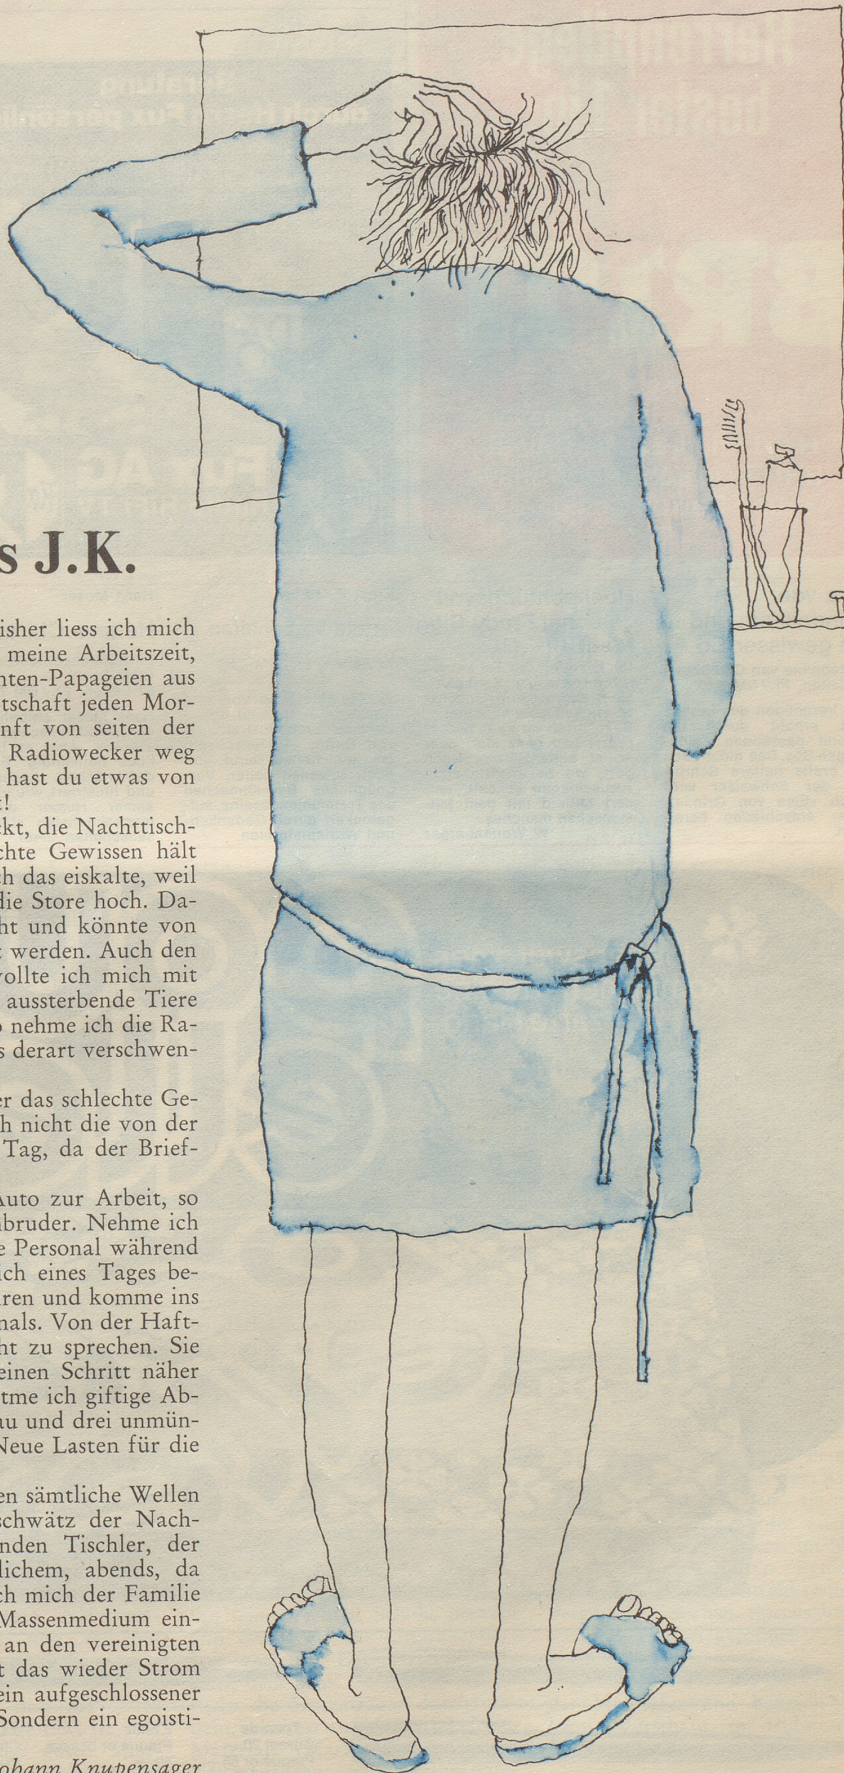 s J.K.
isher liess ich mich
meine Arbeitszeit,
nten-Papageien aus
tschaft jeden Mor-
nft von seiten der
Radiowecker weg
hast du etwas von
t!
kt, die Nachttisch-
chte Gewissen hält
ch das eiskalte, weil
die Store hoch. Da-
ht und könnte von
t werden. Auch den
vollte ich mich mit
aussterbende Tiere
o nehme ich die Ra-
s derart verschwen-
er das schlechte Ge-
h nicht die von der
Tag, da der Brief-
Auto zur Arbeit, so
nbruder. Nehme ich
e Personal während
ich eines Tages be-
ren und komme ins
nals. Von der Haft-
ht zu sprechen. Sie
einen Schritt näher
tme ich giftige Ab-
au und drei unmün-
Neue Lasten für die
en sämtliche Wellen
schwätz der Nach-
nden Tischler, der
lichem, abends, da
ch mich der Familie
Massenmedium ein-
an den vereinigten
t das wieder Strom
ein aufgeschlossener
Sondern ein egoisti-
Johann Knupensager